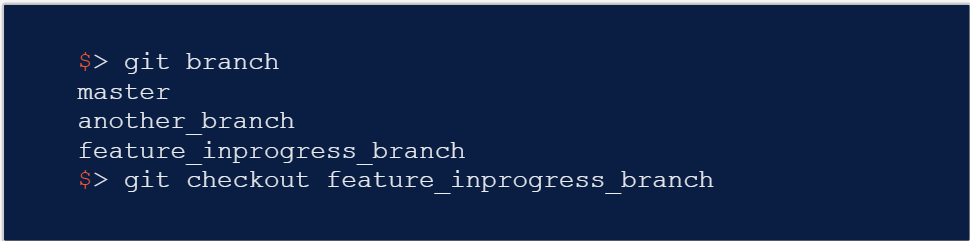 $> git branch
master
another_branch
feature_inprogress_branch
$> git checkout feature_inprogress_branch